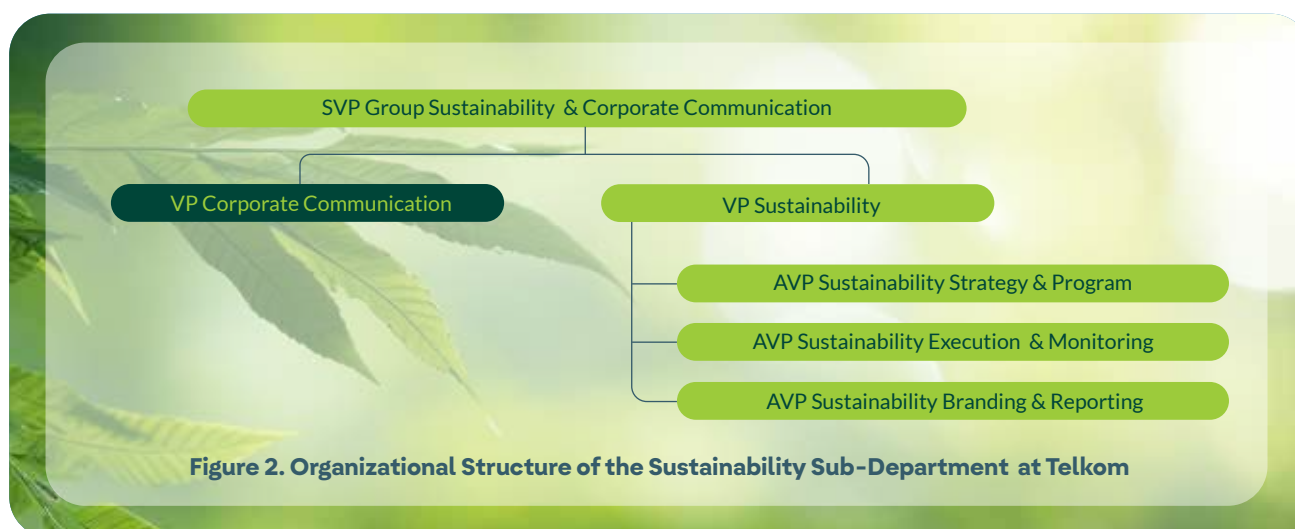 SVP Group Sustainability & Corporate Communication
VP Corporate Communication
VP Sustainability
AVP Sustainability Strategy & Program
AVP Sustainability Execution & Monitoring
AVP Sustainability Branding & Reporting
Figure 2. Organizational Structure of the Sustainability Sub-Department at Telkom